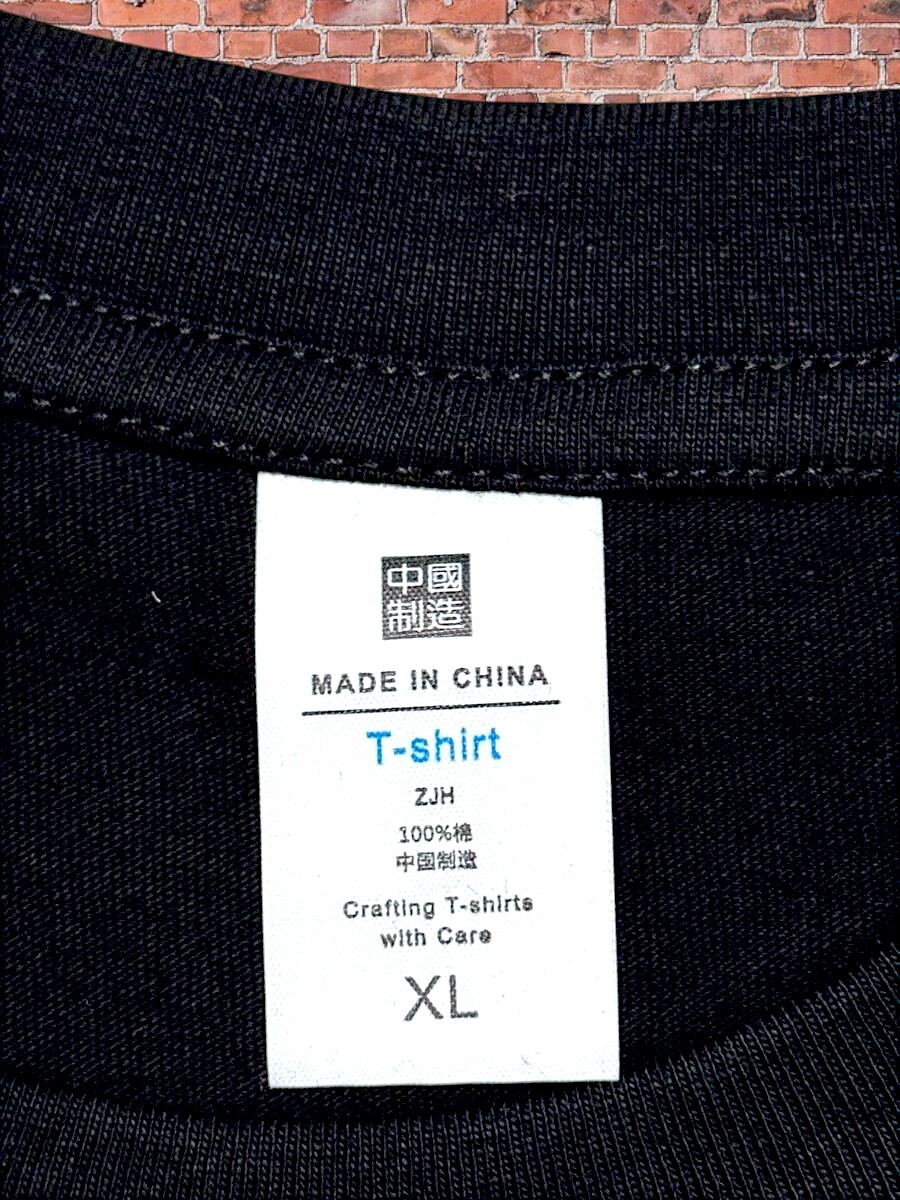 中國
制造
MADE IN CHINA
T-shirt
ZJH
100%棉
中国制造
Crafting T-shirts
with Care
XL